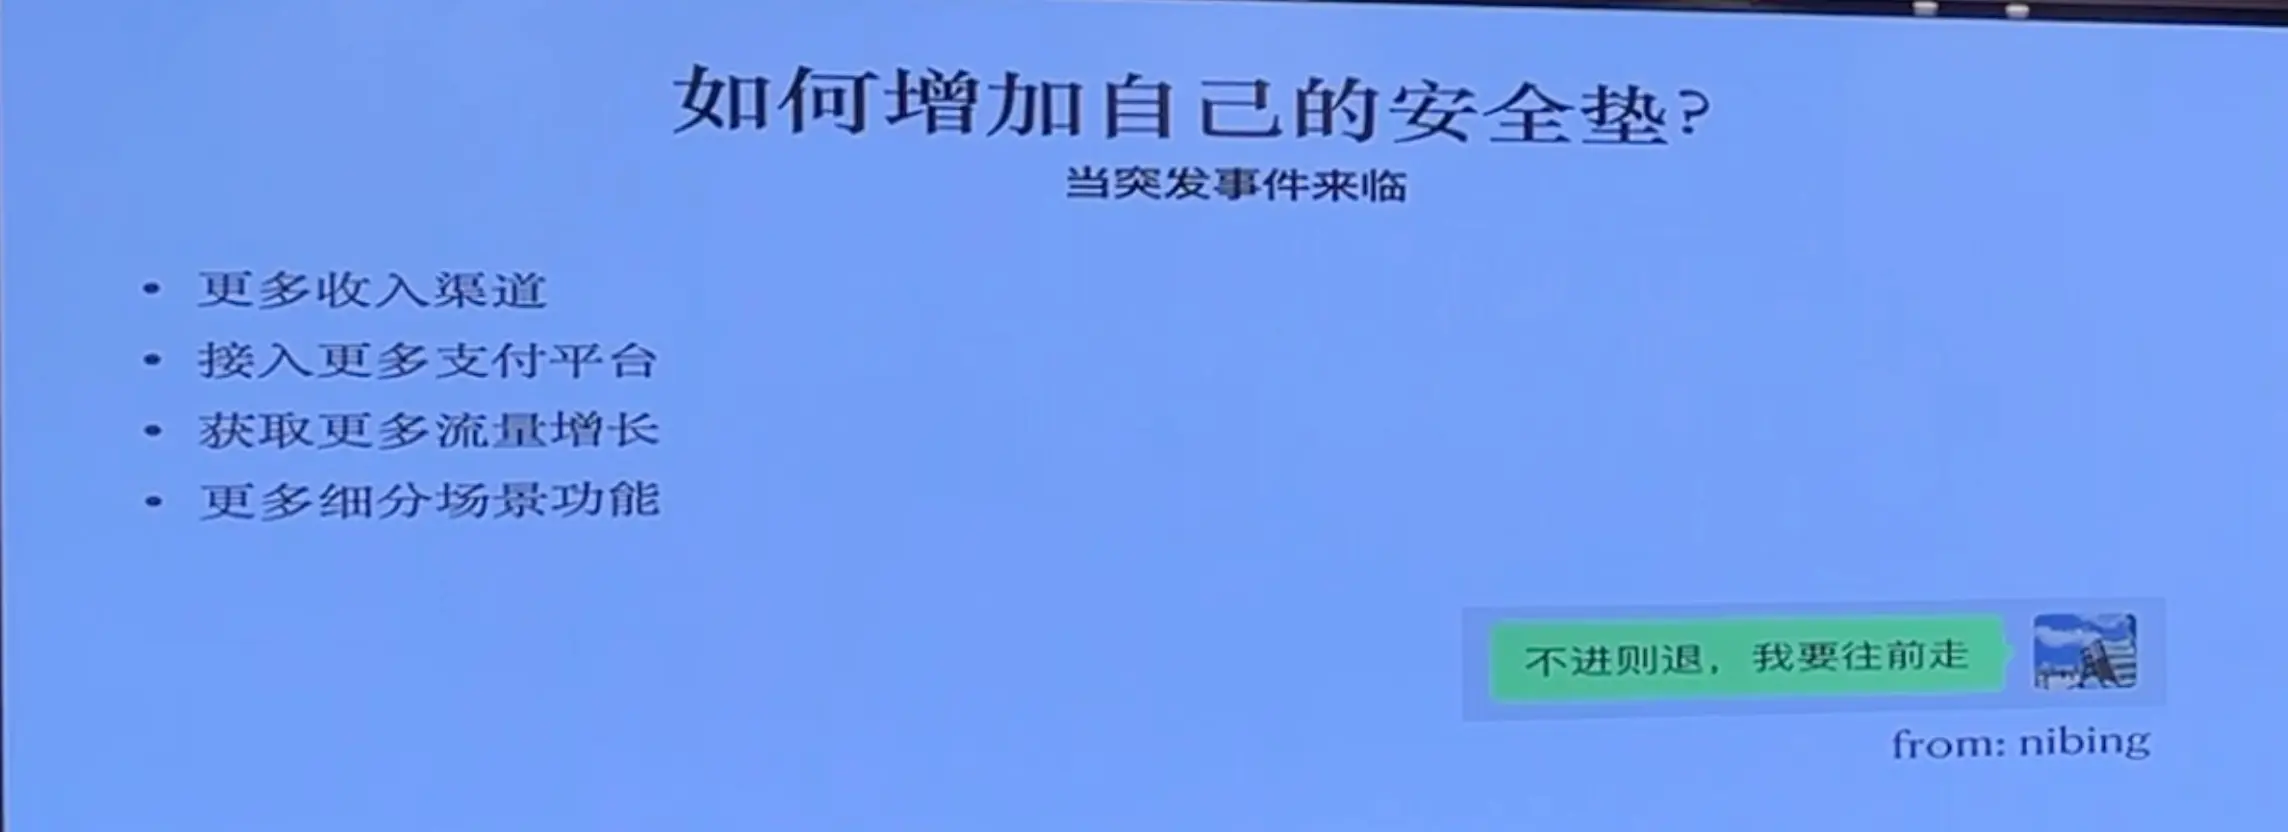 如何增加自己的安全垫?
当突发事件来临
• 更多收入渠道
• 接入更多支付平台
• 获取更多流量增长
• 更多细分场景功能
不进则退，我要往前走
from: nibing